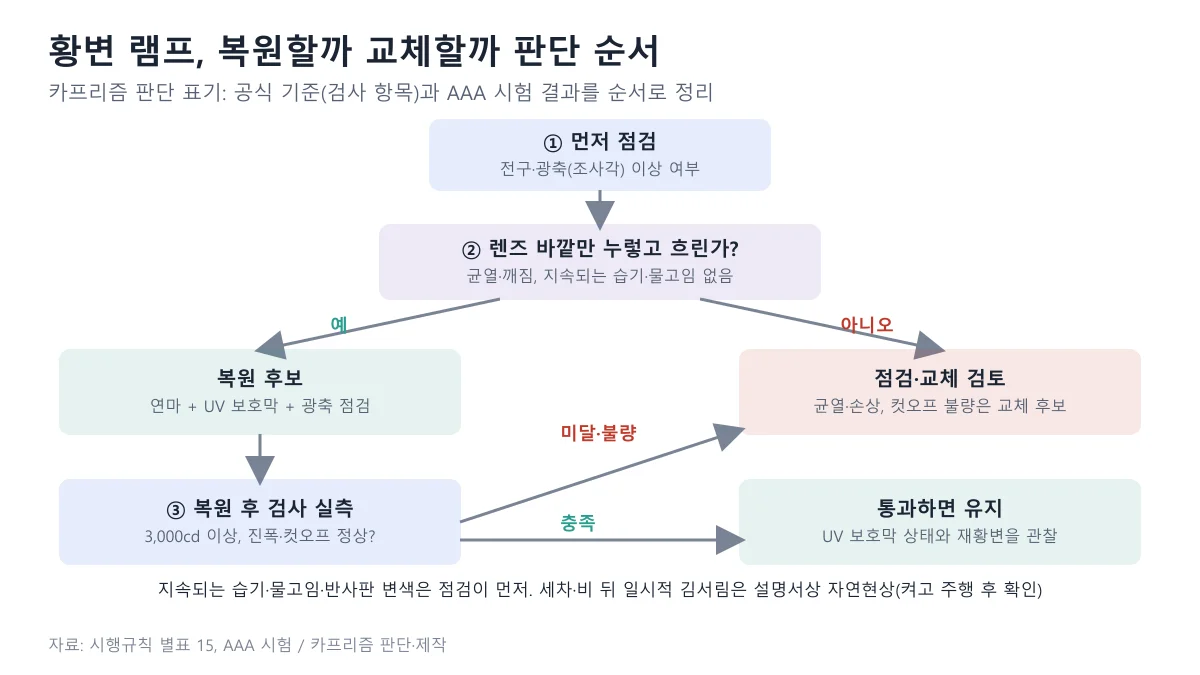 황변 램프, 복원할까 교체할까 판단 순서
카프리즘 판단 표기: 공식 기준(검사 항목)과 AAA 시험 결과를 순서로 정리
① 먼저 점검
전구·광축(조사각) 이상 여부
② 렌즈 바깥만 누렇고 흐린가?
균열·깨짐, 지속되는 습기·물고임 없음
예
아니오
복원 후보
연마 + UV 보호막 + 광축 점검
점검·교체 검토
균열·손상, 컷오프 불량은 교체 후보
미달·불량
③ 복원 후 검사 실측
3,000cd 이상, 진폭·컷오프 정상?
충족
통과하면 유지
UV 보호막 상태와 재황변을 관찰
지속되는 습기·물고임·반사판 변색은 점검이 먼저. 세차·비 뒤 일시적 김서림은 설명서상 자연현상(켜고 주행 후 확인)
자료: 시행규칙 별표 15, AAA 시험 / 카프리즘 판단·제작